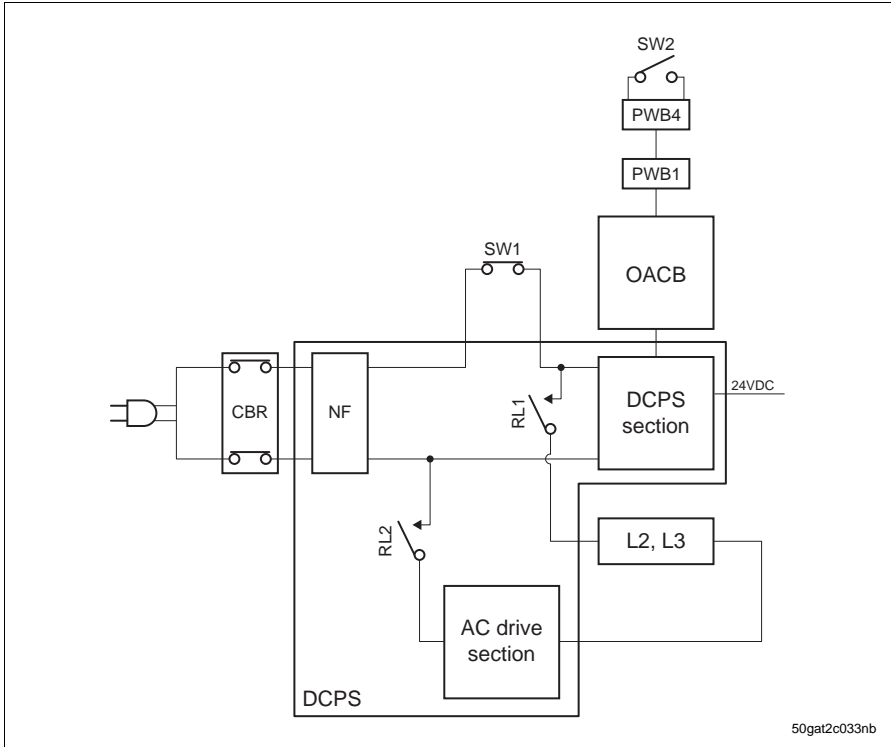 SW2
PWB4
PWB1
SW1
OACB
CBR
NF
RL1
DCPS
section
24VDC
RL2
L2, L3
AC drive
section
DCPS
50gat2c033nb